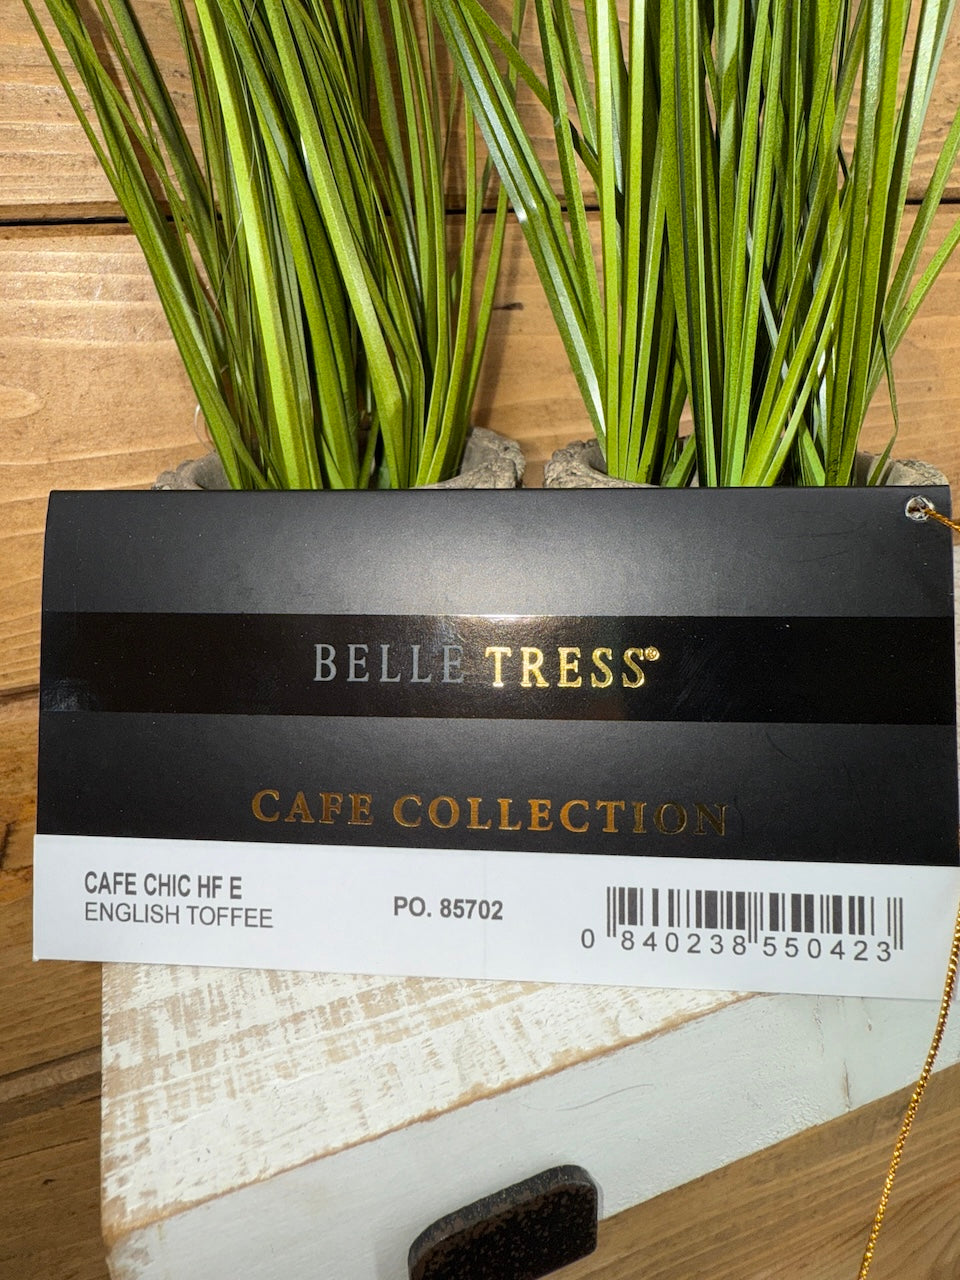 BELLE TRESS®
CAFE COLLECTION
CAFE CHIC HF E
ENGLISH TOFFEE
PO. 85702
0 840238 550423